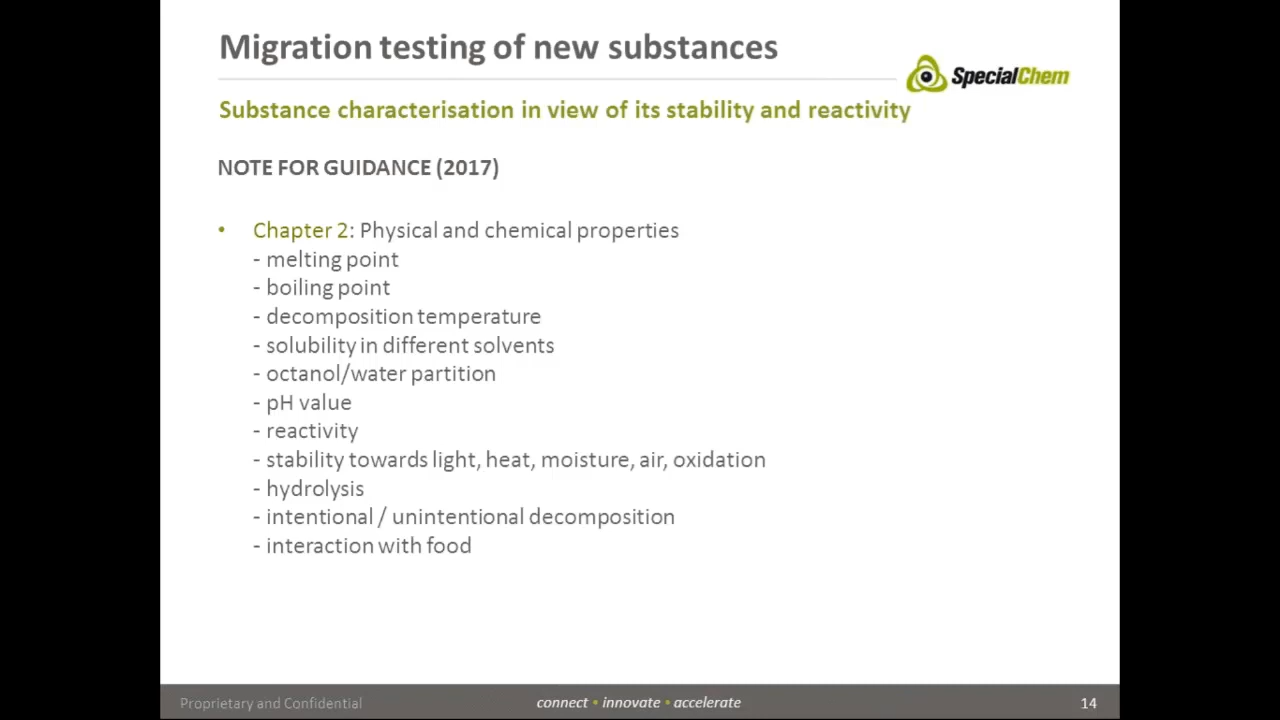 Migration testing of new substances
SpecialChem
Substance characterisation in view of its stability and reactivity
NOTE FOR GUIDANCE (2017)
• Chapter 2: Physical and chemical properties
- melting point
- boiling point
- decomposition temperature
- solubility in different solvents
- octanol/water partition
- pH value
- reactivity
- stability towards light, heat, moisture, air, oxidation
- hydrolysis
- intentional / unintentional decomposition
- interaction with food
Proprietary and Confidential
connect • innovate • accelerate
14